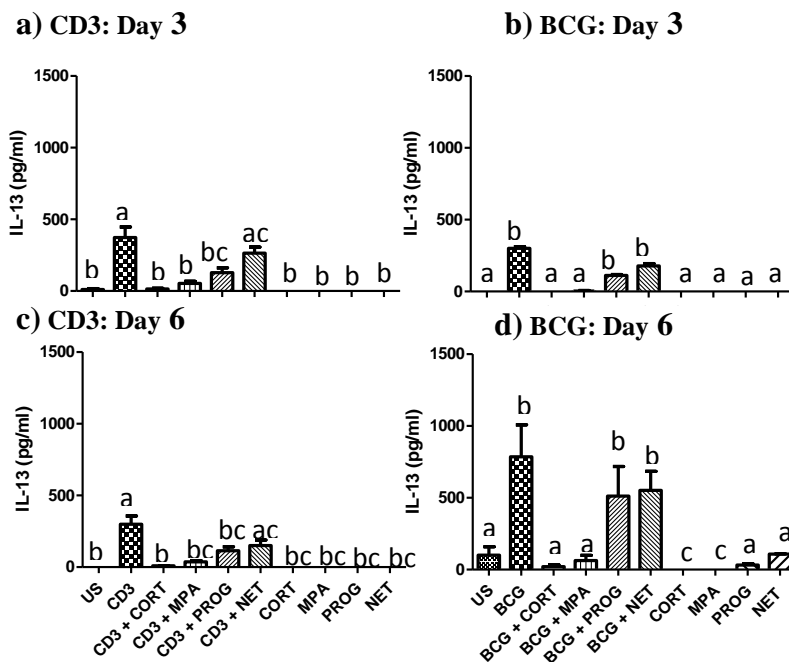 a) CD3: Day 3
1500
1000
500
0
IL-13 (pg/ml)
b a b b bc ac b b b b
b) BCG: Day 3
1500
1000
500
0
IL-13 (pg/ml)
a b a a b b a a a a
c) CD3: Day 6
1500
1000
500
0
IL-13 (pg/ml)
b a b bc bc ac bc bc bc bc
US CD3 CD3 + CORT CD3 + MPA CD3 + PROG CD3 + NET CORT MPA PROG NET
d) BCG: Day 6
1500
1000
500
0
IL-13 (pg/ml)
a b a a b b c c a a
US BCG BCG + CORT BCG + MPA BCG + PROG BCG + NET CORT MPA PROG NET